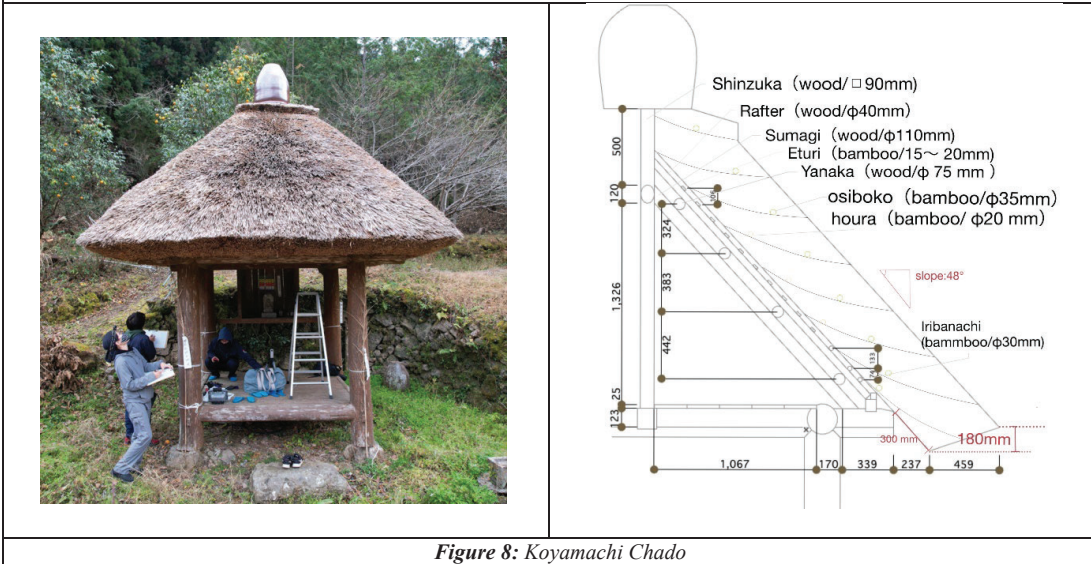 Shinzuka (wood/ □ 90mm)
Rafter (wood/φ40mm)
Sumagi (wood/φ110mm)
Eturi (bamboo/15～ 20mm)
Yanaka (wood/φ 75 mm )
osiboko (bamboo/φ35mm)
houra (bamboo/ φ20 mm)
500
120
324
383
1,326
442
25
123
slope:48°
Iribanachi
(bammboo/φ30mm)
133
300 mm
180mm
1,067
170
339
237
459
Figure 8: Koyamachi Chado